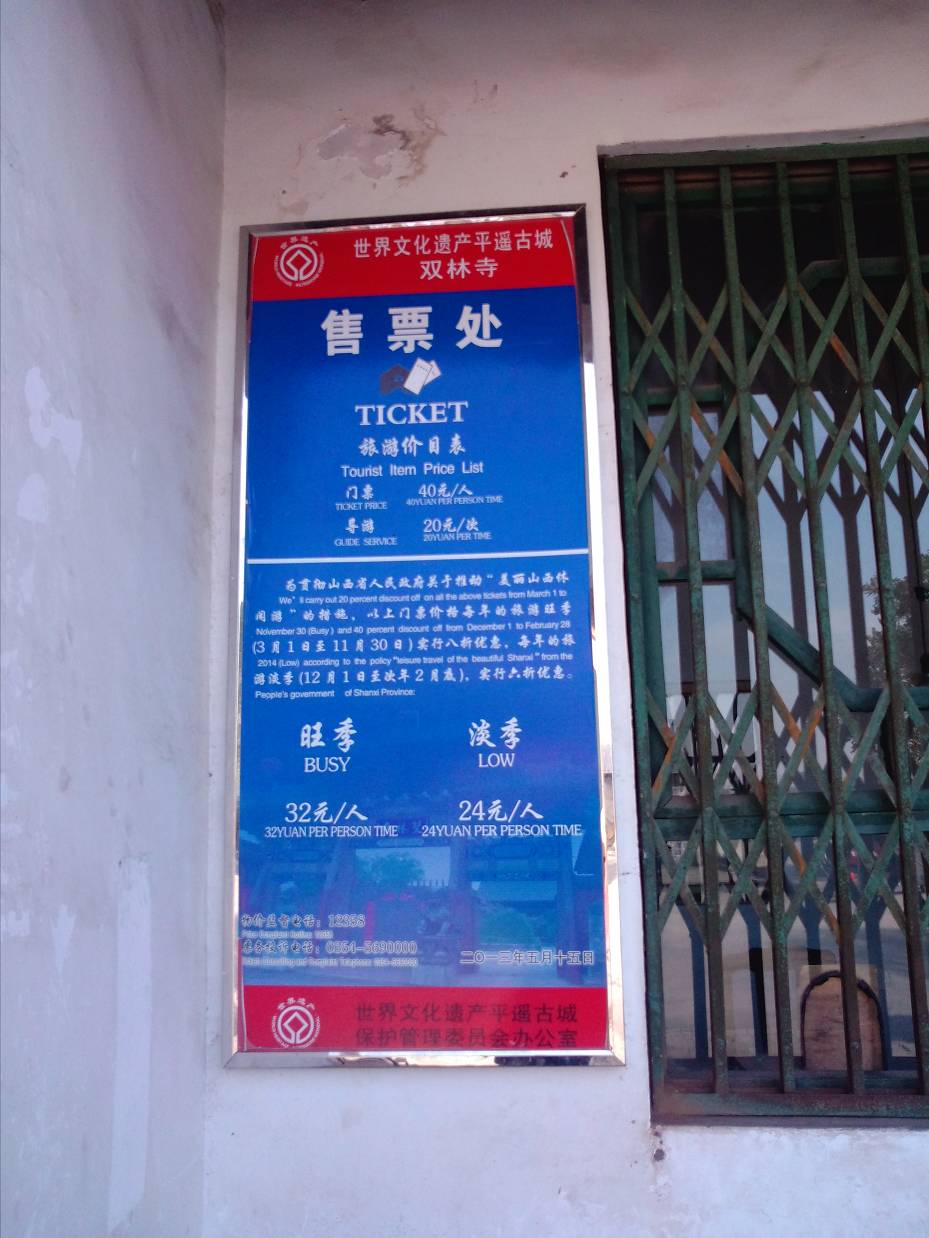 世界遗产
世界文化遗产平遥古城
双林寺
售票处
TICKET
旅游价目表
Tourist Item Price List
门票 40元/人
TICKET PRICE 40YUAN PER PERSON TIME
导游 20元/次
GUIDE SERVICE 20YUAN PER TIME
为贯彻山西省人民政府关于推动“美丽山西休
We'll carry out 20 percent discount off on all the above tickets from March 1 to
闲游”的措施，以上门票价格每年的旅游旺季
November 30 (Busy) and 40 percent discount off from December 1 to February 28
(3月1日至11月30日)实行八折优惠，每年的旅
2014 (Low) according to the policy "leisure travel of the beautiful Shanxi" from the
游淡季(12月1日至次年2月底)，实行六折优惠。
People's government of Shanxi Province:
旺季 淡季
BUSY LOW
32元/人 24元/人
32YUAN PER PERSON TIME 24YUAN PER PERSON TIME
物价监督电话：12358
票务投诉电话：0354-5690000
二〇一三年五月十五日
世界遗产
世界文化遗产平遥古城
保护管理委员会办公室